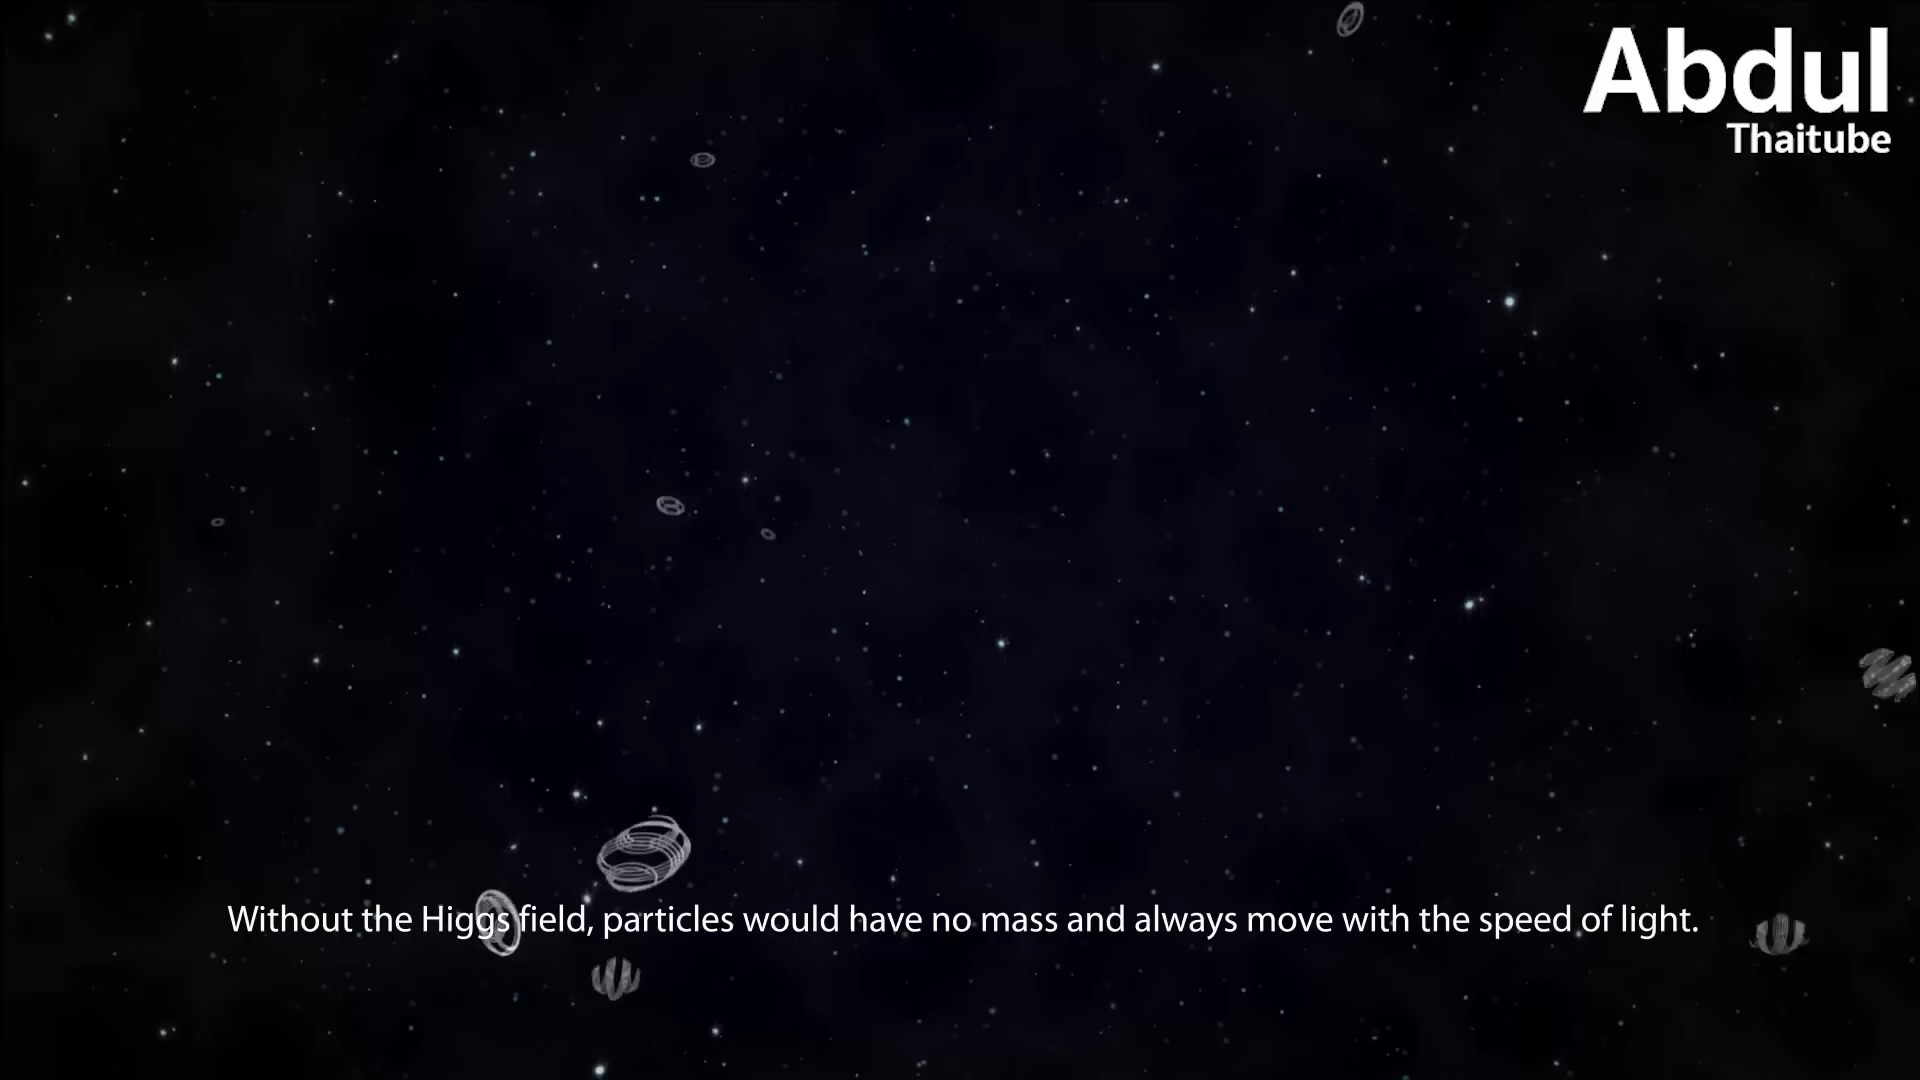 Abdul
Thaitube
Without the Higgs field, particles would have no mass and always move with the speed of light.